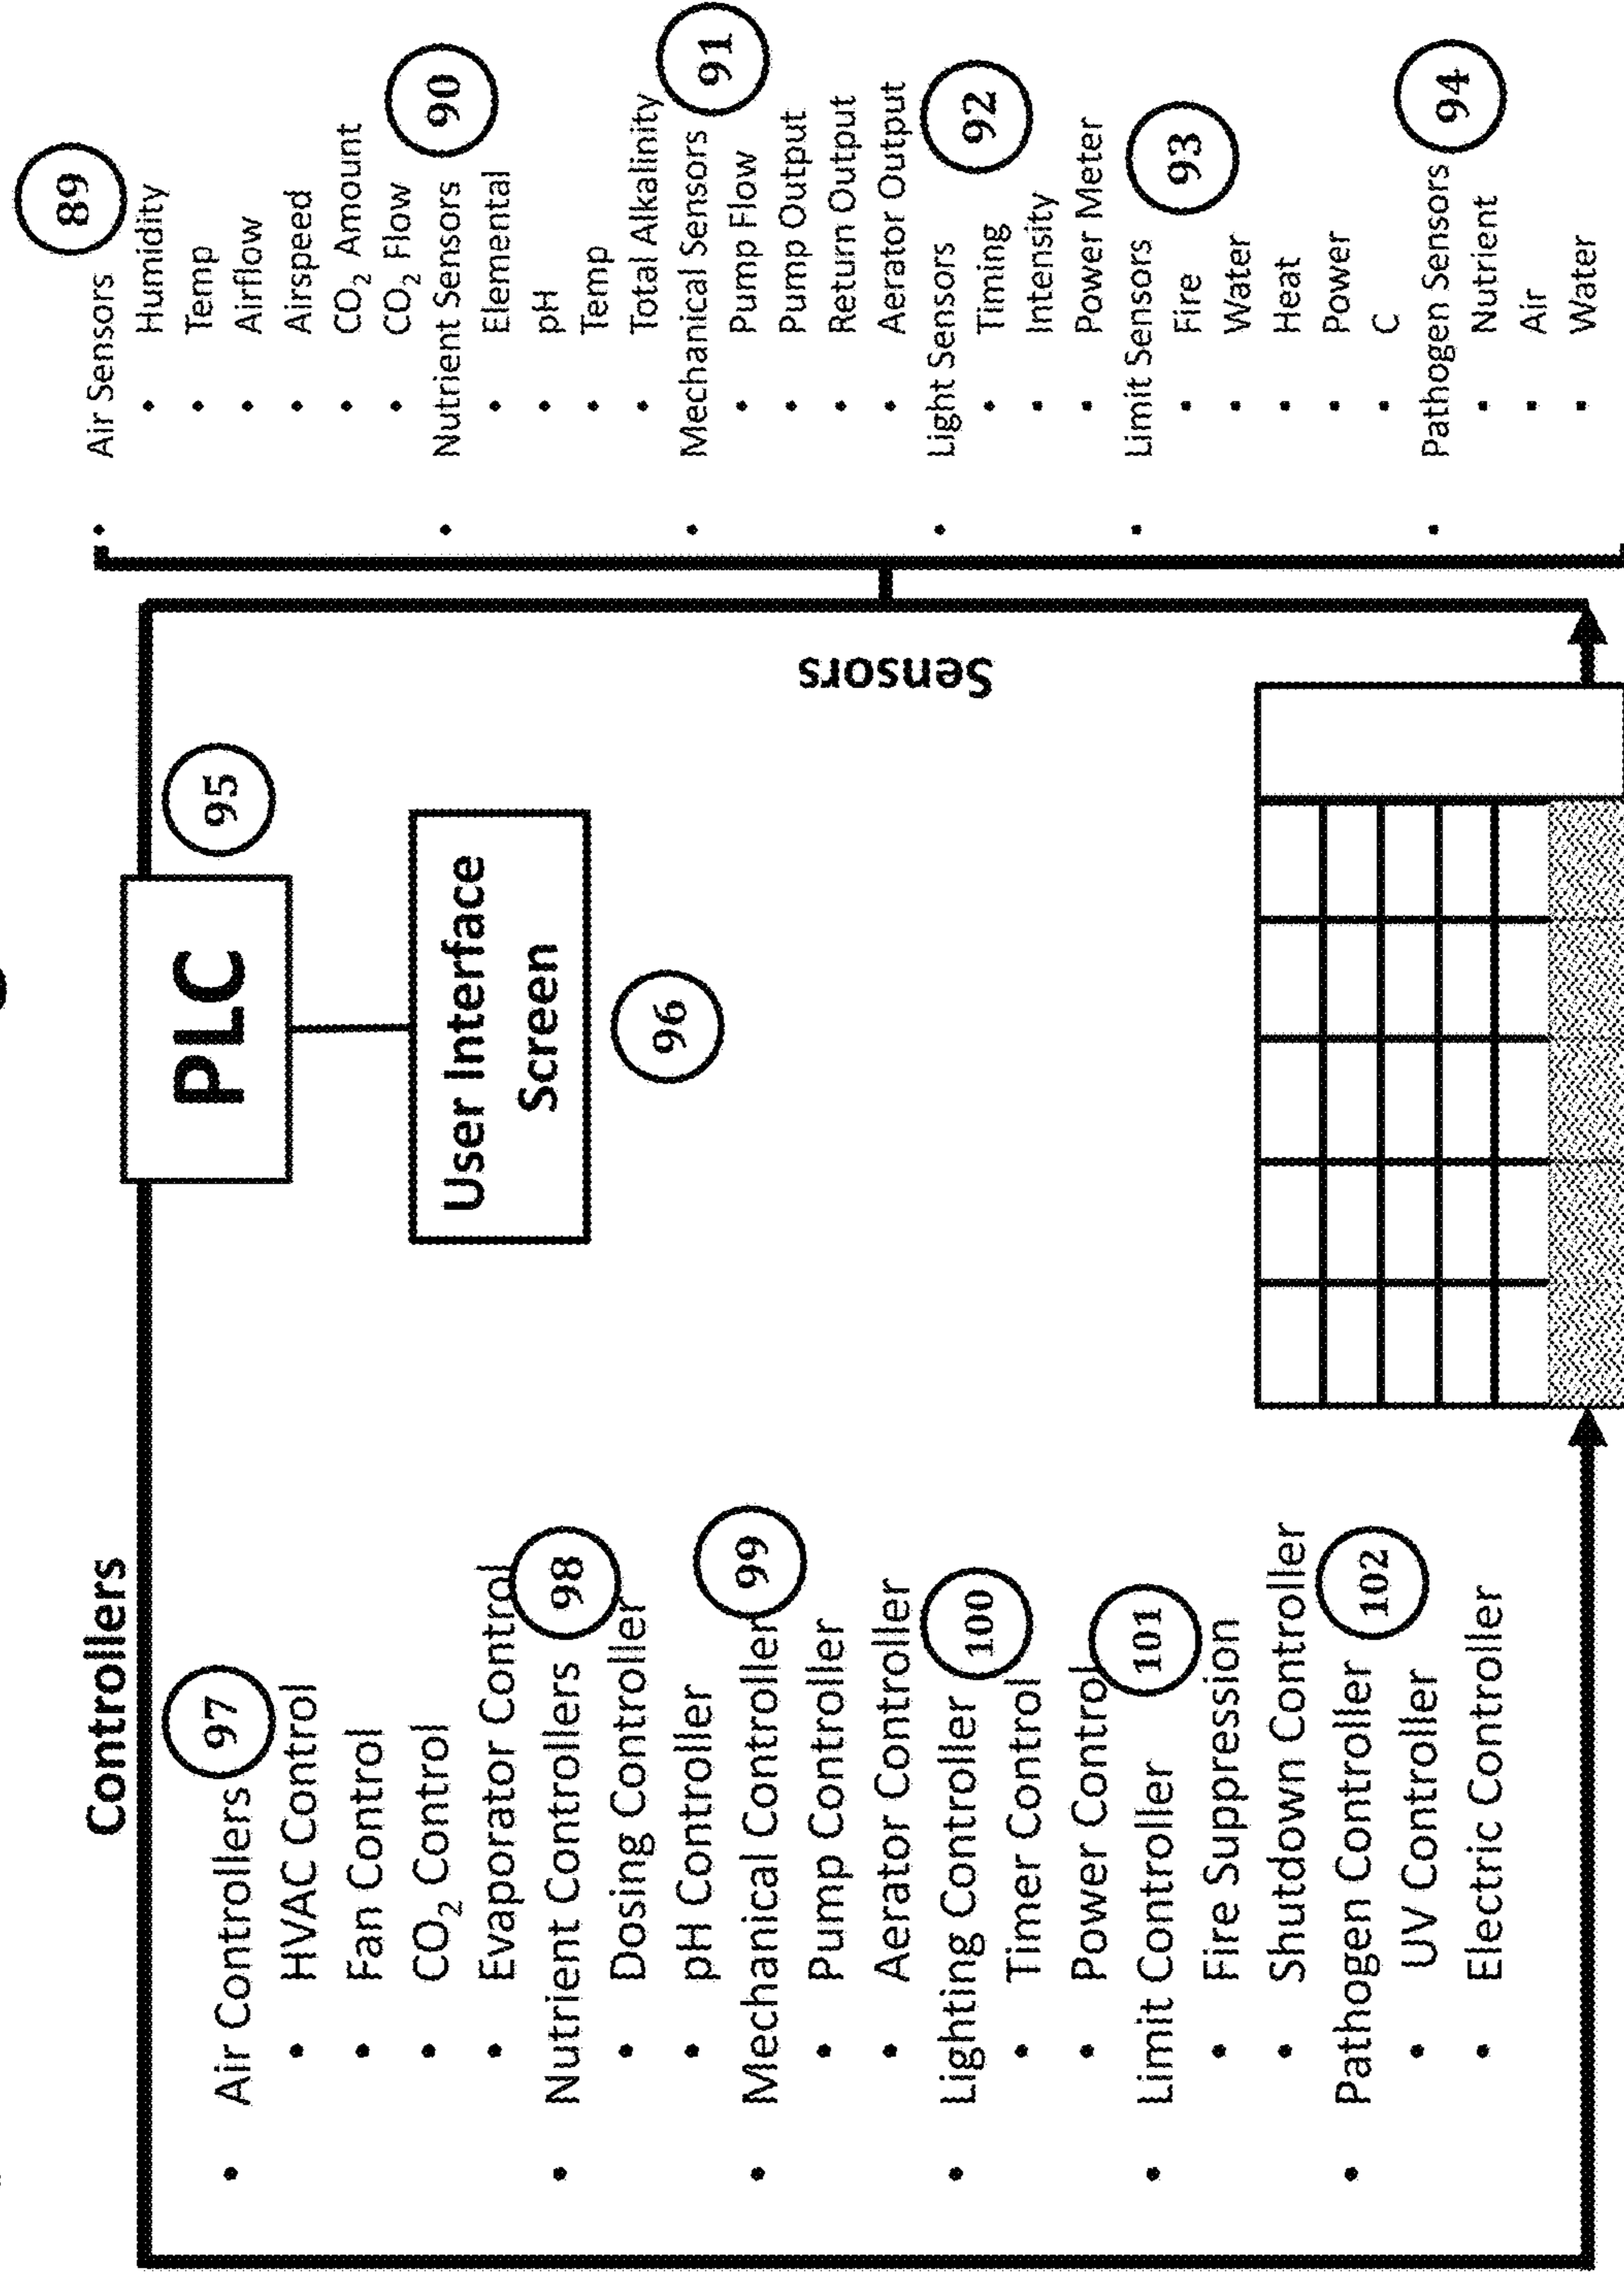 Controllers
• Air Controllers 97
• HVAC Control
• Fan Control
• CO₂ Control
• Evaporator Control
• Nutrient Controllers 98
• Dosing Controller
• pH Controller
• Mechanical Controller 99
• Pump Controller
• Aerator Controller
• Lighting Controller 100
• Timer Control
• Power Control
• Limit Controller 101
• Fire Suppression
• Shutdown Controller
• Pathogen Controller 102
• UV Controller
• Electric Controller
PLC
95
User Interface
Screen
96
Sensors
• Air Sensors 89
• Humidity
• Temp
• Airflow
• Airspeed
• CO₂ Amount
• CO₂ Flow
• Nutrient Sensors 90
• Elemental
• pH
• Temp
• Total Alkalinity
• Mechanical Sensors 91
• Pump Flow
• Pump Output
• Return Output
• Aerator Output
• Light Sensors 92
• Timing
• Intensity
• Power Meter
• Limit Sensors 93
• Fire
• Water
• Heat
• Power
• C
• Pathogen Sensors 94
• Nutrient
• Air
• Water